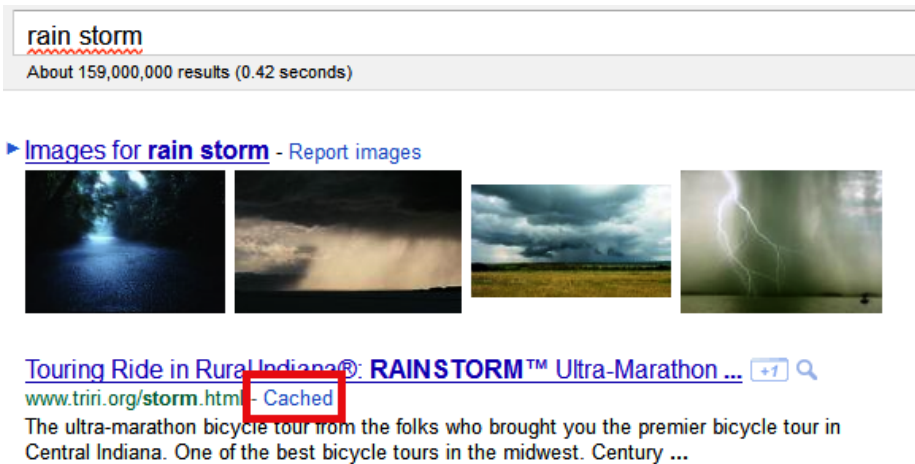 rain storm
About 159,000,000 results (0.42 seconds)
Images for rain storm - Report images
Touring Ride in Rural Indiana®: RAINSTORM™ Ultra-Marathon ... +1
www.triri.org/storm.html - Cached
The ultra-marathon bicycle tour from the folks who brought you the premier bicycle tour in
Central Indiana. One of the best bicycle tours in the midwest. Century ...